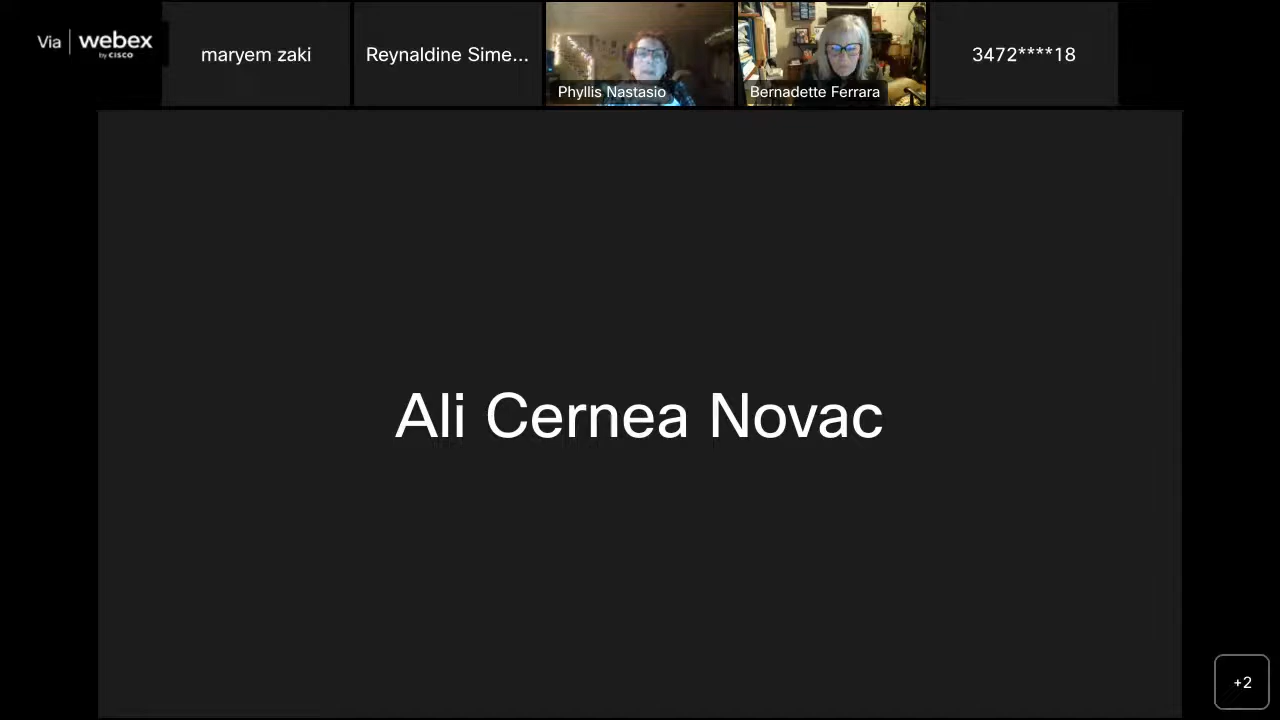 Via webex
by CISCO
maryem zaki
Reynaldine Sime...
Phyllis Nastasio
Bernadette Ferrara
3472****18
Ali Cernea Novac
+2